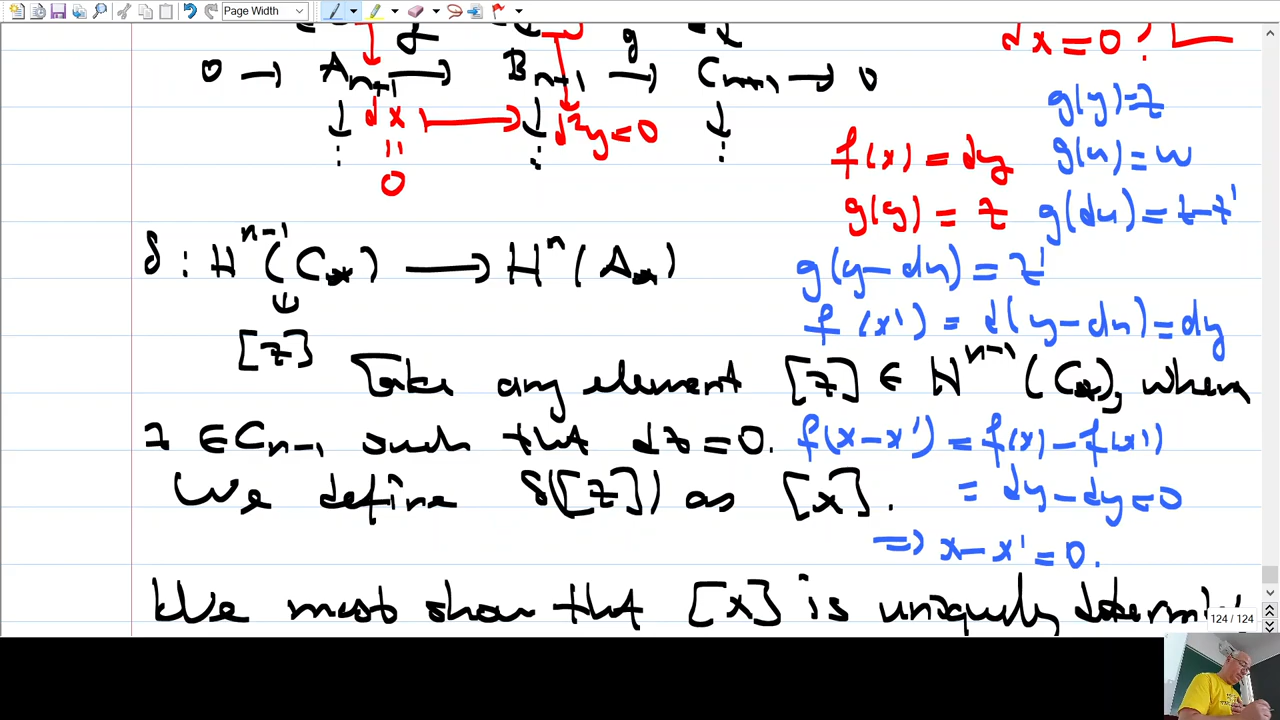 Page Width
dx = 0 ?
0 → A_{n+1} → B_{n+1} →^{g} C_{n+1} → 0
dx ↦ d²y = 0
0
g(y) = z
f(x) = dy
g(u) = w
g(y) = z
g(du) = z - z'
δ : H^{n-1}(C_*) → H^n(A_*)
g(y - du) = z'
[z]
f(x') = d(y - du) = dy
Take any element [z] ∈ H^{n-1}(C_*), where
z ∈ C_{n-1} such that dz = 0.
f(x - x') = f(x) - f(x')
We define δ([z]) as [x].
= dy - dy = 0
⟹ x - x' = 0.
We must show that [x] is uniquely
124 / 124